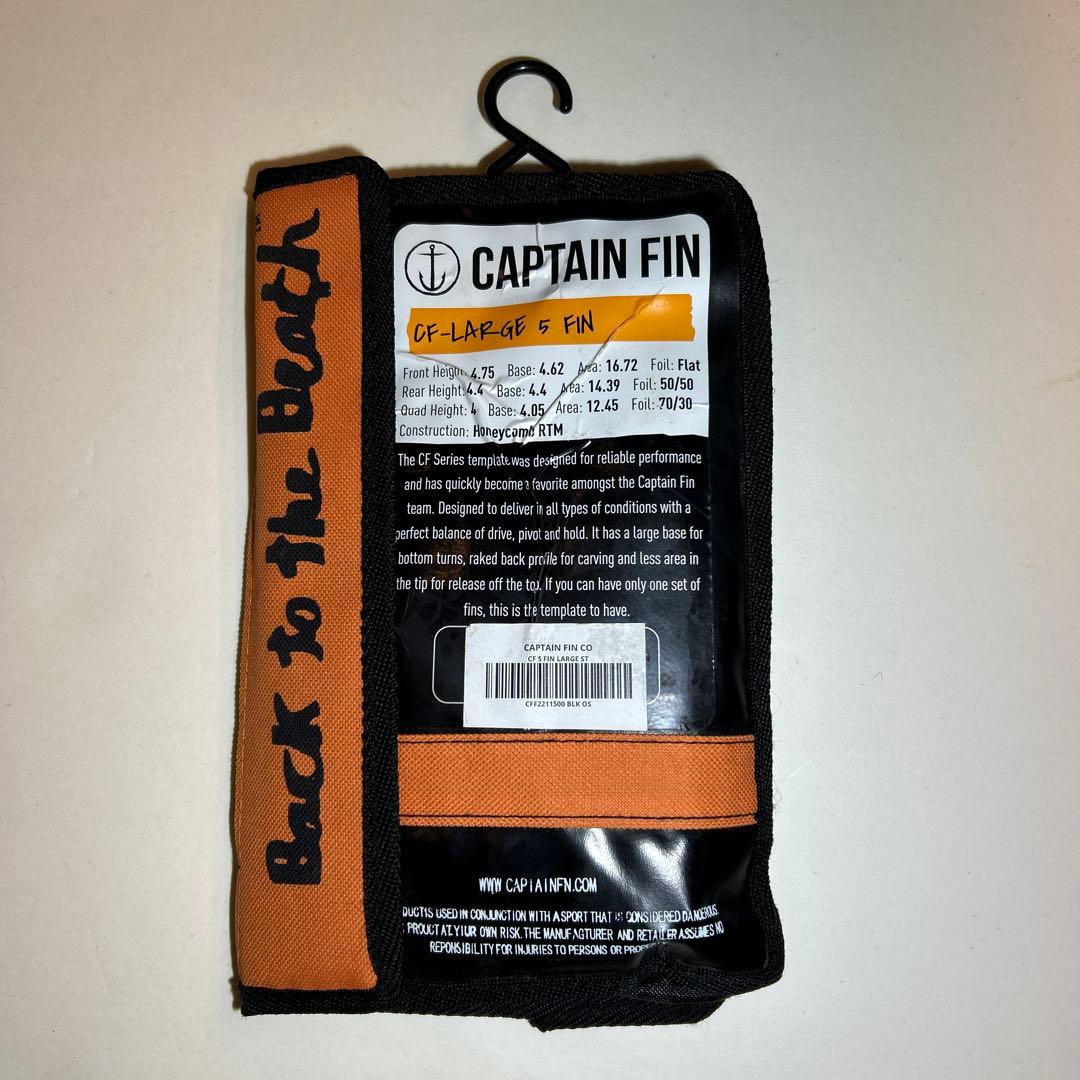 Back to the Beach
CAPTAIN FIN
CF-LARGE 5 FIN
Front Height: 4.75 Base: 4.62 Area: 16.72 Foil: Flat
Rear Height: 4.4 Base: 4.4 Area: 14.39 Foil: 50/50
Quad Height: 4 Base: 4.05 Area: 12.45 Foil: 70/30
Construction: Honeycomb RTM
The CF Series template was designed for reliable performance
and has quickly become a favorite amongst the Captain Fin
team. Designed to deliver in all types of conditions with a
perfect balance of drive, pivot and hold. It has a large base for
bottom turns, raked back profile for carving and less area in
the tip for release off the top. If you can have only one set of
fins, this is the template to have.
CAPTAIN FIN CO
CF 5 FIN LARGE ST
CFF2211500 BLK OS
WWW.CAPTAINFIN.COM
IS USED IN CONJUNCTION WITH A SPORT THAT IS CONSIDERED DANGEROUS.
AT YOUR OWN RISK. THE MANUFACTURER AND RETAILER ASSUMES NO
REPONSIBILITY FOR INJURIES TO PERSONS OR